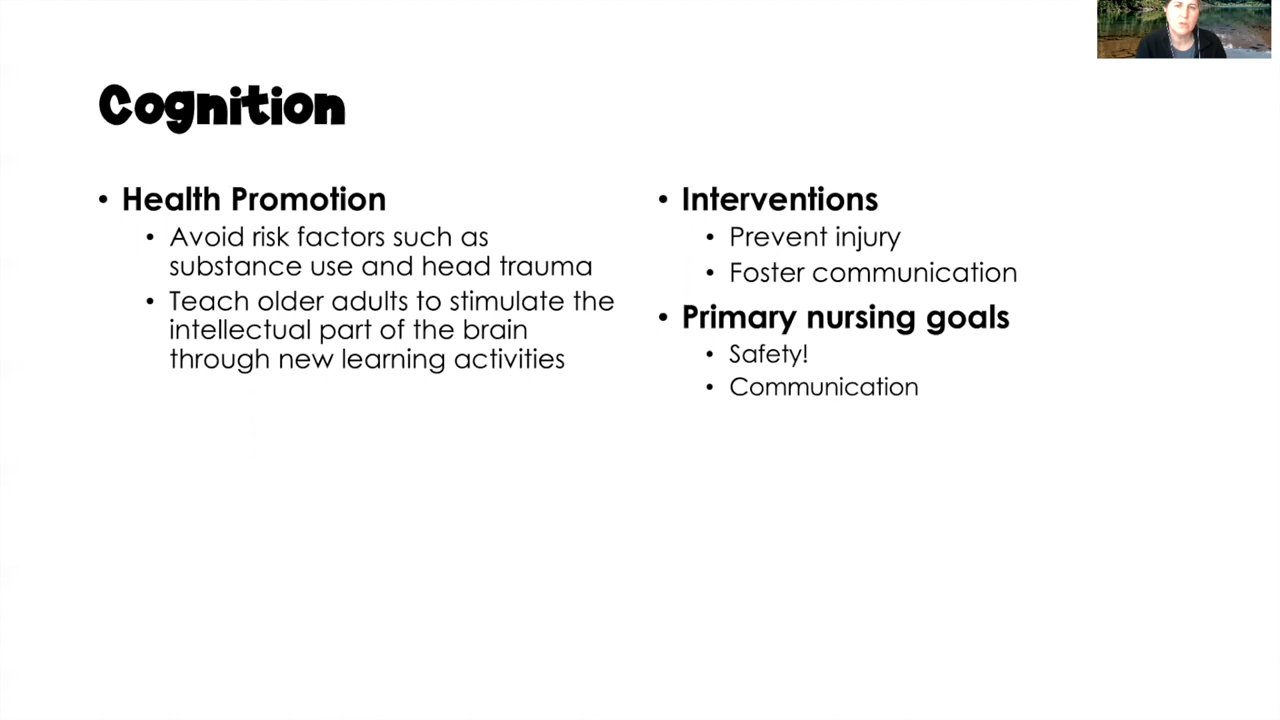 Cognition
• Health Promotion
• Avoid risk factors such as
substance use and head trauma
• Teach older adults to stimulate the
intellectual part of the brain
through new learning activities
• Interventions
• Prevent injury
• Foster communication
• Primary nursing goals
• Safety!
• Communication